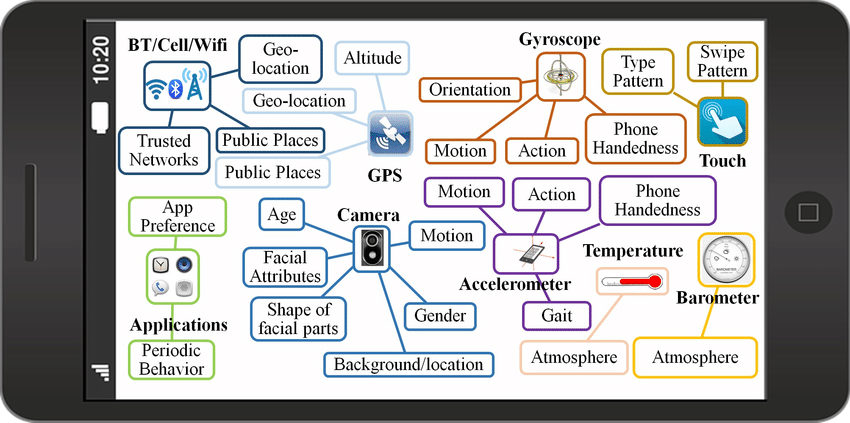 10:20
BT/Cell/Wifi
Geo-
location
Trusted
Networks
Public Places
Altitude
Geo-location
Public Places
GPS
Gyroscope
Orientation
Motion
Action
Phone
Handedness
Type
Pattern
Swipe
Pattern
Touch
App
Preference
Applications
Periodic
Behavior
Camera
Age
Facial
Attributes
Shape of
facial parts
Motion
Gender
Background/location
Motion
Action
Phone
Handedness
Accelerometer
Gait
Temperature
Atmosphere
BAROMETER
Barometer
Atmosphere